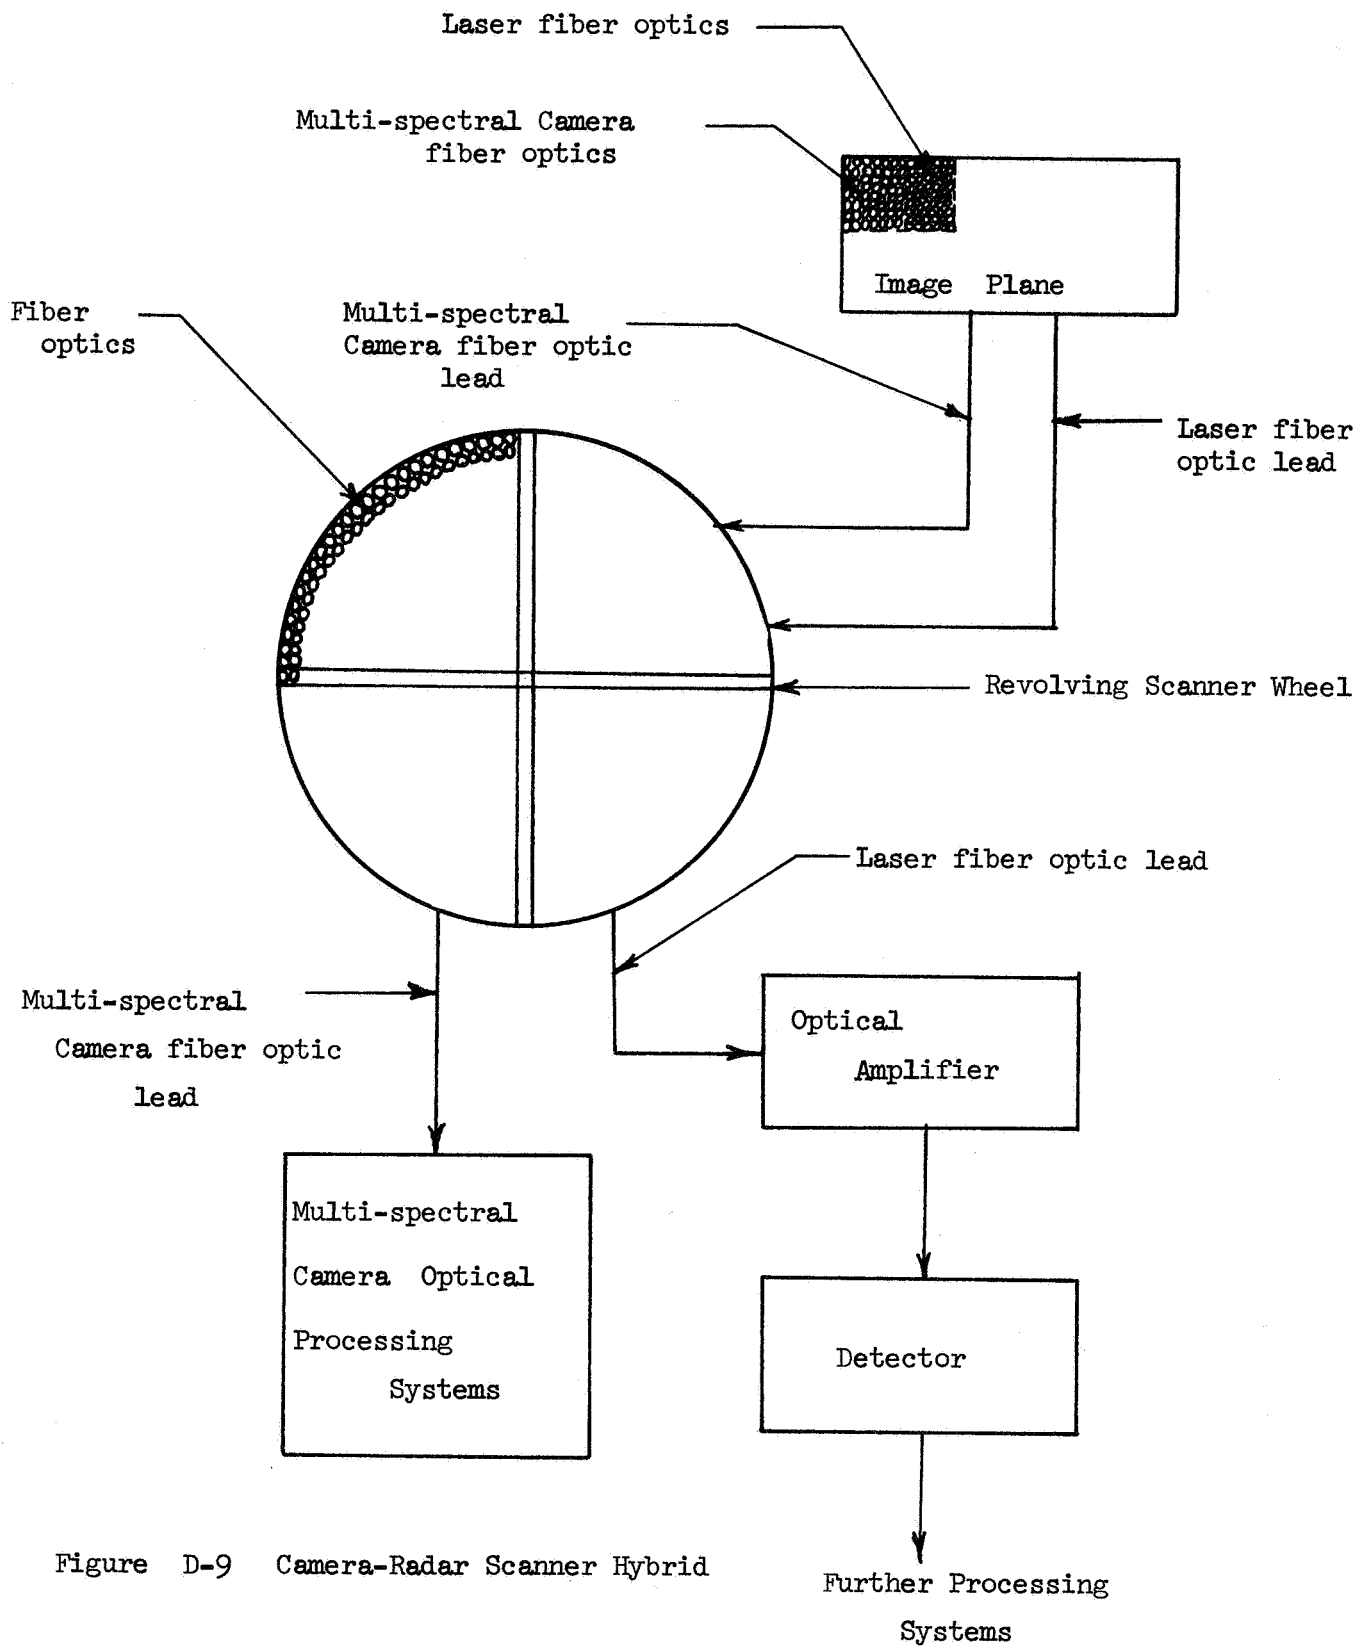 Laser fiber optics
Multi-spectral Camera
fiber optics
Image Plane
Fiber
optics
Multi-spectral
Camera fiber optic
lead
Laser fiber
optic lead
Revolving Scanner Wheel
Laser fiber optic lead
Multi-spectral
Camera fiber optic
lead
Optical
Amplifier
Multi-spectral
Camera Optical
Processing
Systems
Detector
Figure D-9 Camera-Radar Scanner Hybrid
Further Processing
Systems